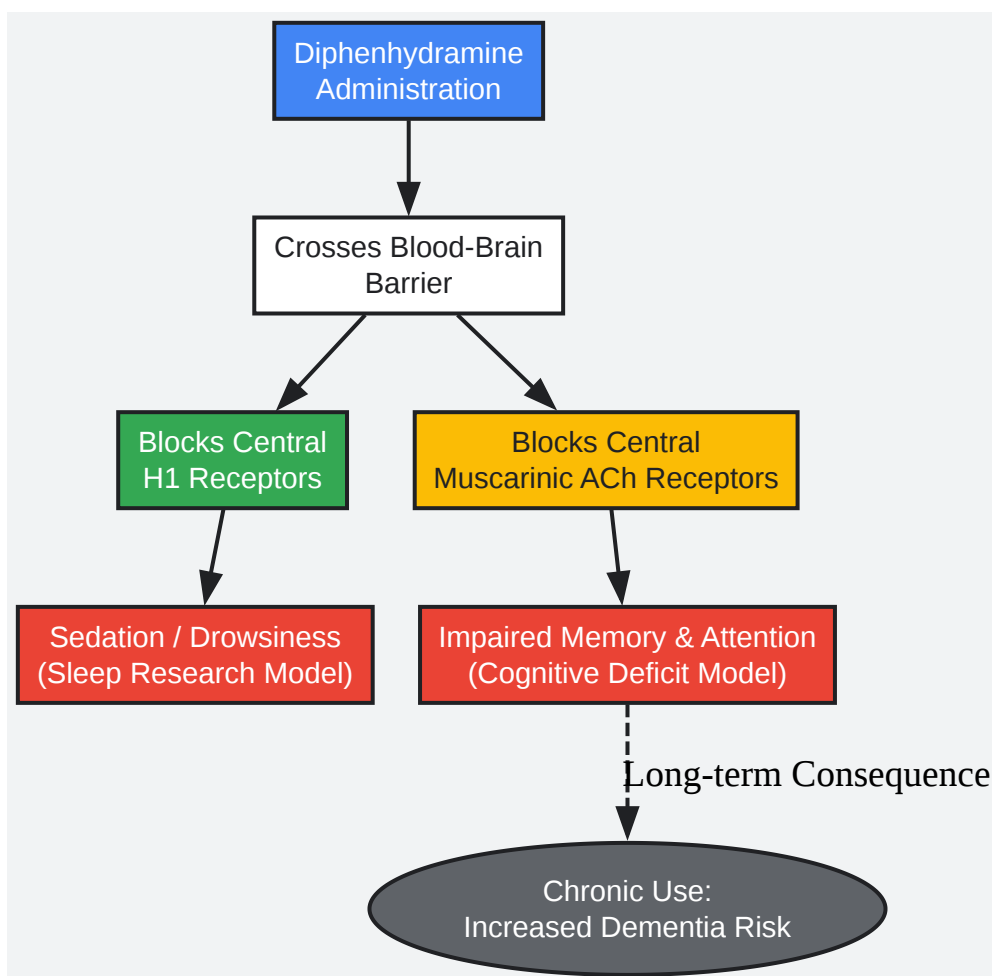 Diphenhydramine
Administration
Crosses Blood-Brain
Barrier
Blocks Central
H1 Receptors
Blocks Central
Muscarinic ACh Receptors
Sedation / Drowsiness
(Sleep Research Model)
Impaired Memory & Attention
(Cognitive Deficit Model)
Long-term Consequence
Chronic Use:
Increased Dementia Risk